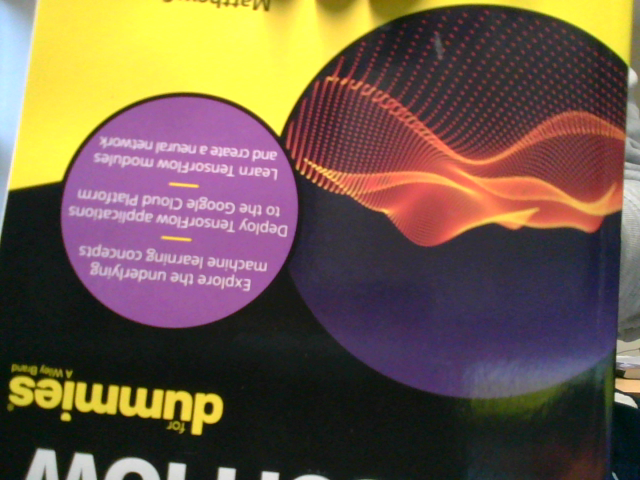 for
dummies
A Wiley Brand
Explore the underlying
machine learning concepts
Deploy TensorFlow applications
to the Google Cloud Platform
Learn TensorFlow modules
and create a neural network